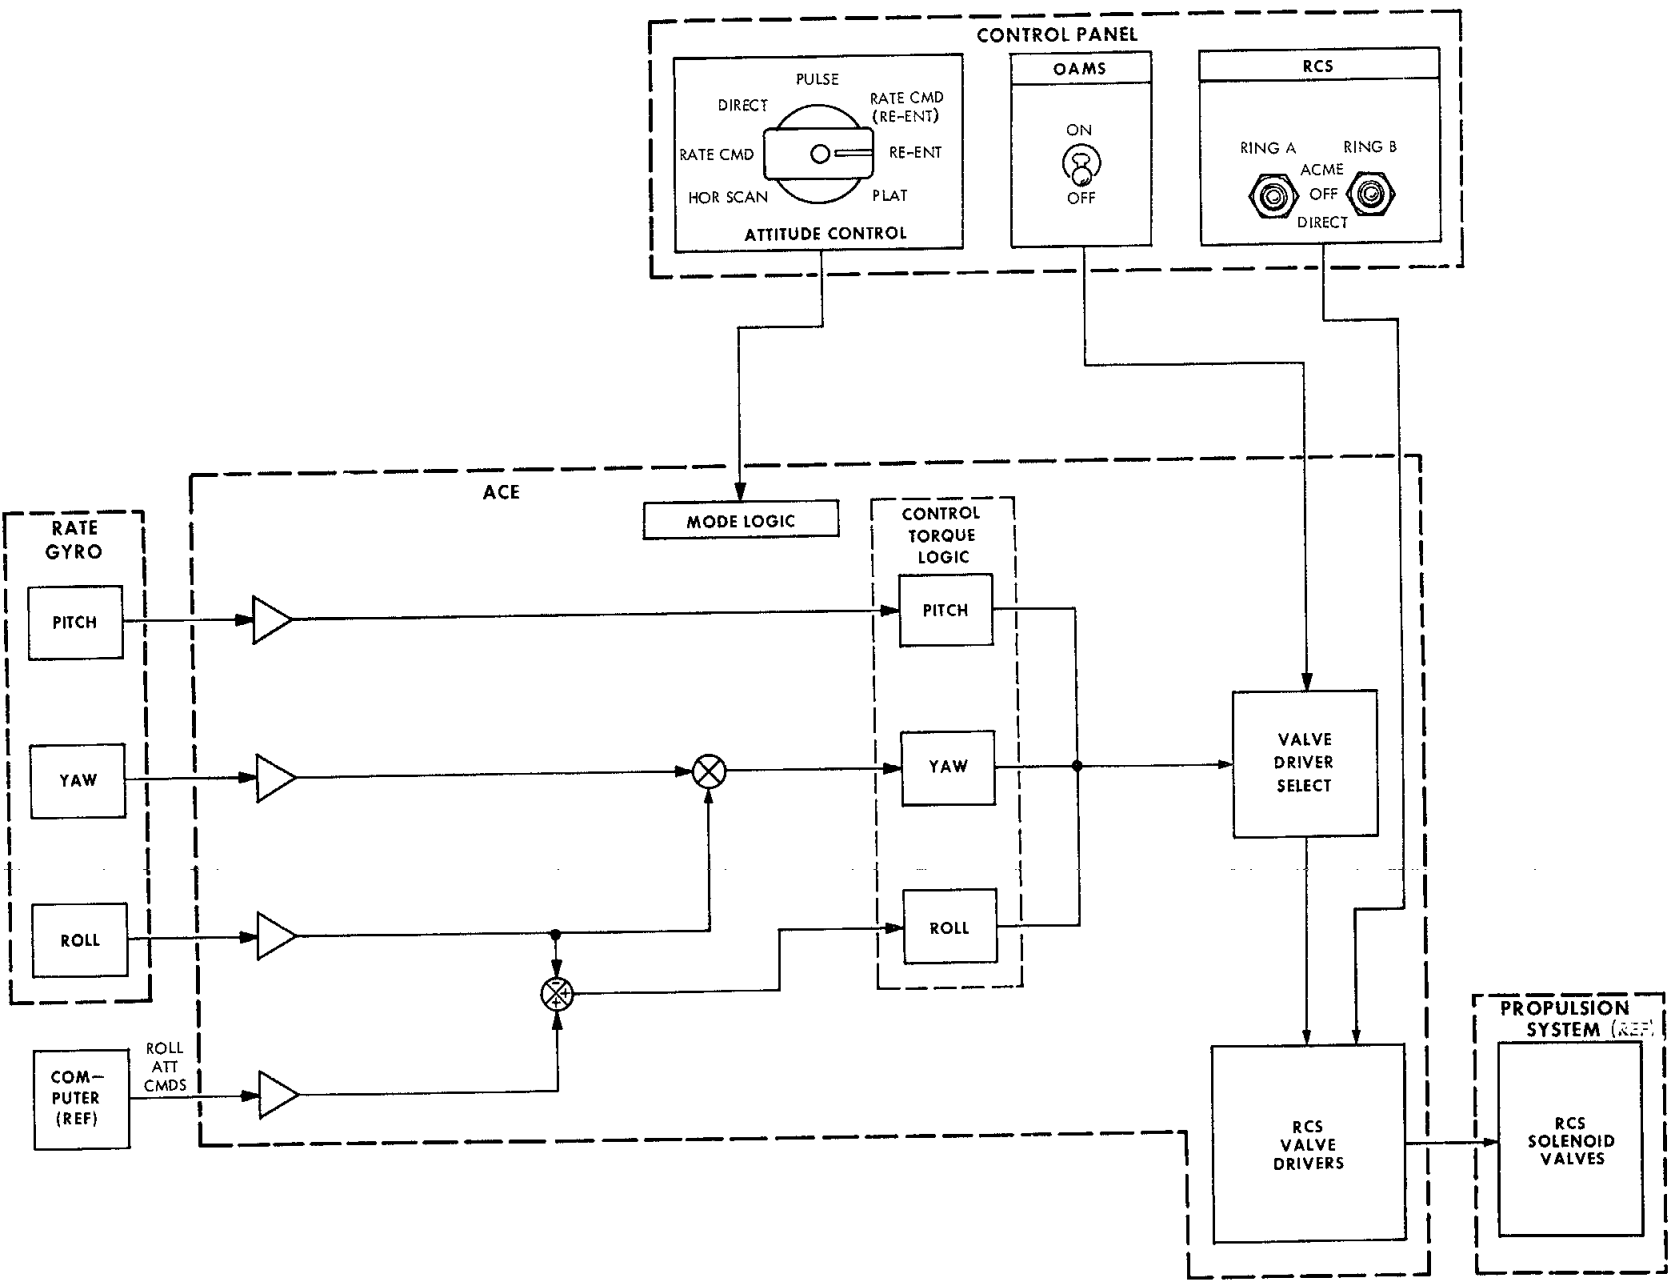 CONTROL PANEL
PULSE
DIRECT
RATE CMD
(RE-ENT)
RATE CMD
RE-ENT
HOR SCAN
PLAT
ATTITUDE CONTROL
OAMS
ON
OFF
RCS
RING A
RING B
ACME
OFF
DIRECT
ACE
MODE LOGIC
RATE
GYRO
PITCH
YAW
ROLL
COM-
PUTER
(REF)
ROLL
ATT
CMDS
-
+
+
CONTROL
TORQUE
LOGIC
PITCH
YAW
ROLL
VALVE
DRIVER
SELECT
RCS
VALVE
DRIVERS
PROPULSION
SYSTEM (REF)
RCS
SOLENOID
VALVES